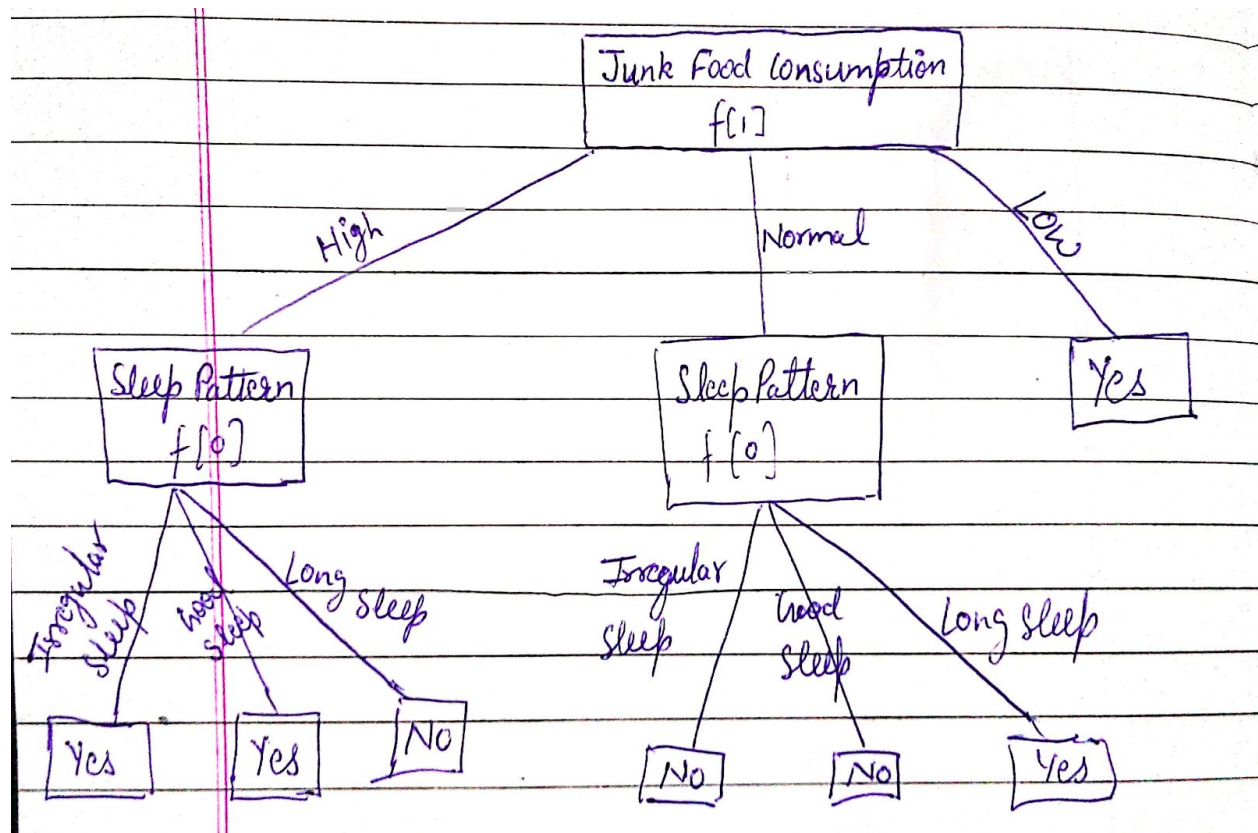 Junk Food Consumption
f[1]
High
Normal
Low
Sleep Pattern
f[0]
Sleep Pattern
f[0]
Yes
Irregular
Sleep
Good
Sleep
Long
Sleep
Irregular
Sleep
Good
Sleep
Long Sleep
Yes
Yes
No
No
No
Yes